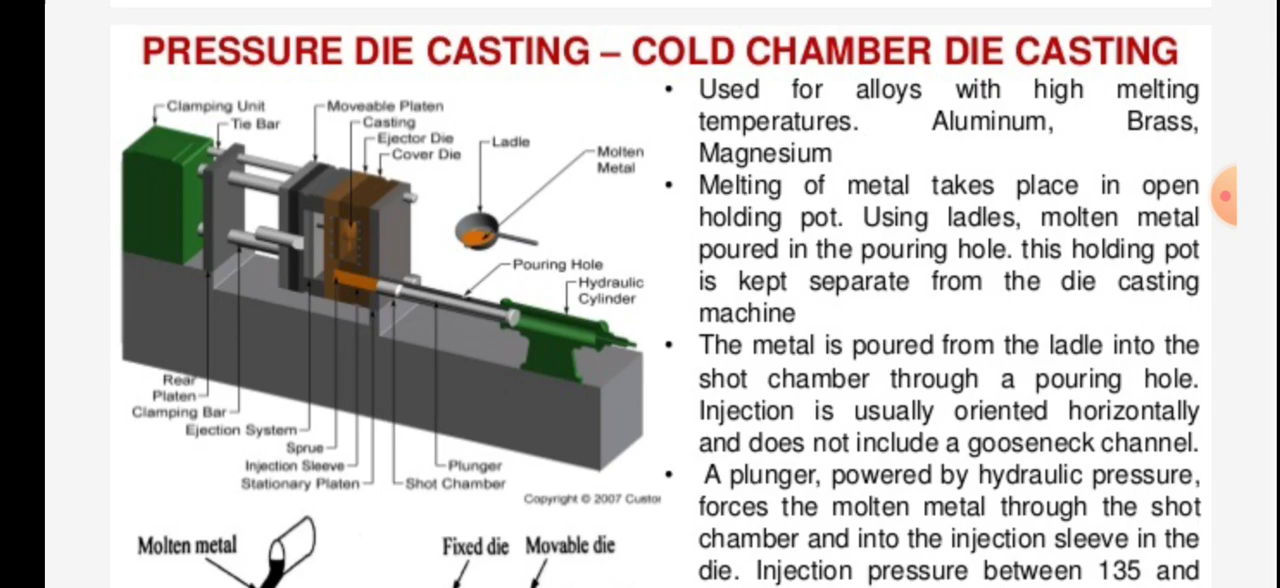 PRESSURE DIE CASTING – COLD CHAMBER DIE CASTING
Clamping Unit
Tie Bar
Moveable Platen
Casting
Ejector Die
Cover Die
Ladle
Molten
Metal
Pouring Hole
Hydraulic
Cylinder
Rear
Platen
Clamping Bar
Ejection System
Sprue
Injection Sleeve
Stationary Platen
Plunger
Shot Chamber
Copyright © 2007 Custor
Molten metal
Fixed die
Movable die
• Used for alloys with high melting
temperatures. Aluminum, Brass,
Magnesium
• Melting of metal takes place in open
holding pot. Using ladles, molten metal
poured in the pouring hole. this holding pot
is kept separate from the die casting
machine
• The metal is poured from the ladle into the
shot chamber through a pouring hole.
Injection is usually oriented horizontally
and does not include a gooseneck channel.
• A plunger, powered by hydraulic pressure,
forces the molten metal through the shot
chamber and into the injection sleeve in the
die. Injection pressure between 135 and